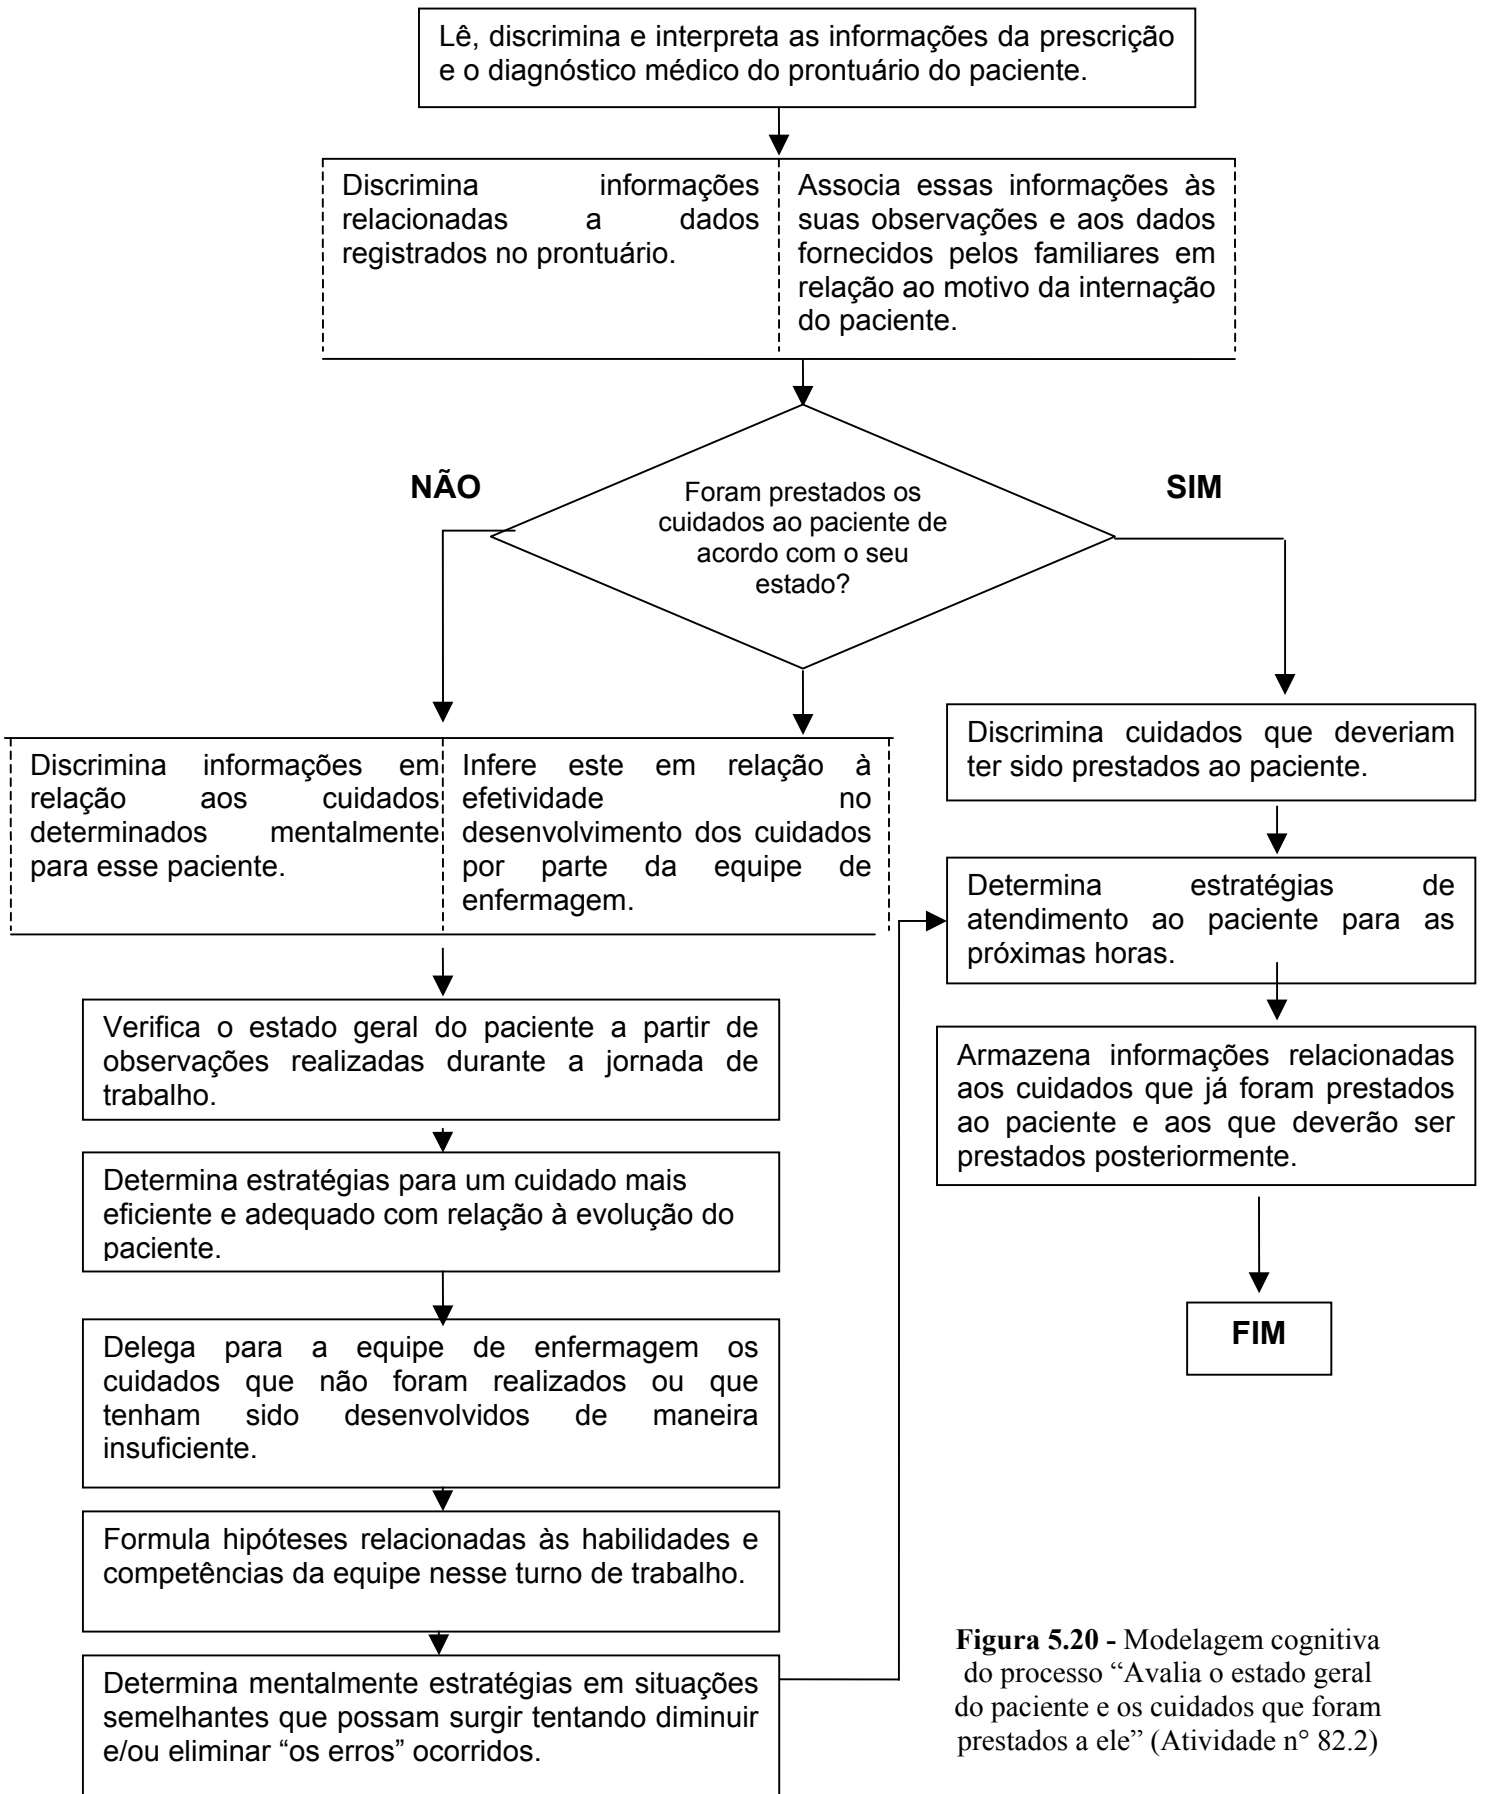 Lê, discrimina e interpreta as informações da prescrição
e o diagnóstico médico do prontuário do paciente.
Discrimina informações
relacionadas a dados
registrados no prontuário.
Associa essas informações às
suas observações e aos dados
fornecidos pelos familiares em
relação ao motivo da internação
do paciente.
NÃO
Foram prestados os
cuidados ao paciente de
acordo com o seu
estado?
SIM
Discrimina informações em
relação aos cuidados
determinados mentalmente
para esse paciente.
Infere este em relação à
efetividade no
desenvolvimento dos cuidados
por parte da equipe de
enfermagem.
Verifica o estado geral do paciente a partir de
observações realizadas durante a jornada de
trabalho.
Determina estratégias para um cuidado mais
eficiente e adequado com relação à evolução do
paciente.
Delega para a equipe de enfermagem os
cuidados que não foram realizados ou que
tenham sido desenvolvidos de maneira
insuficiente.
Formula hipóteses relacionadas às habilidades e
competências da equipe nesse turno de trabalho.
Determina mentalmente estratégias em situações
semelhantes que possam surgir tentando diminuir
e/ou eliminar “os erros” ocorridos.
Discrimina cuidados que deveriam
ter sido prestados ao paciente.
Determina estratégias de
atendimento ao paciente para as
próximas horas.
Armazena informações relacionadas
aos cuidados que já foram prestados
ao paciente e aos que deverão ser
prestados posteriormente.
FIM
Figura 5.20 - Modelagem cognitiva
do processo “Avalia o estado geral
do paciente e os cuidados que foram
prestados a ele” (Atividade n° 82.2)